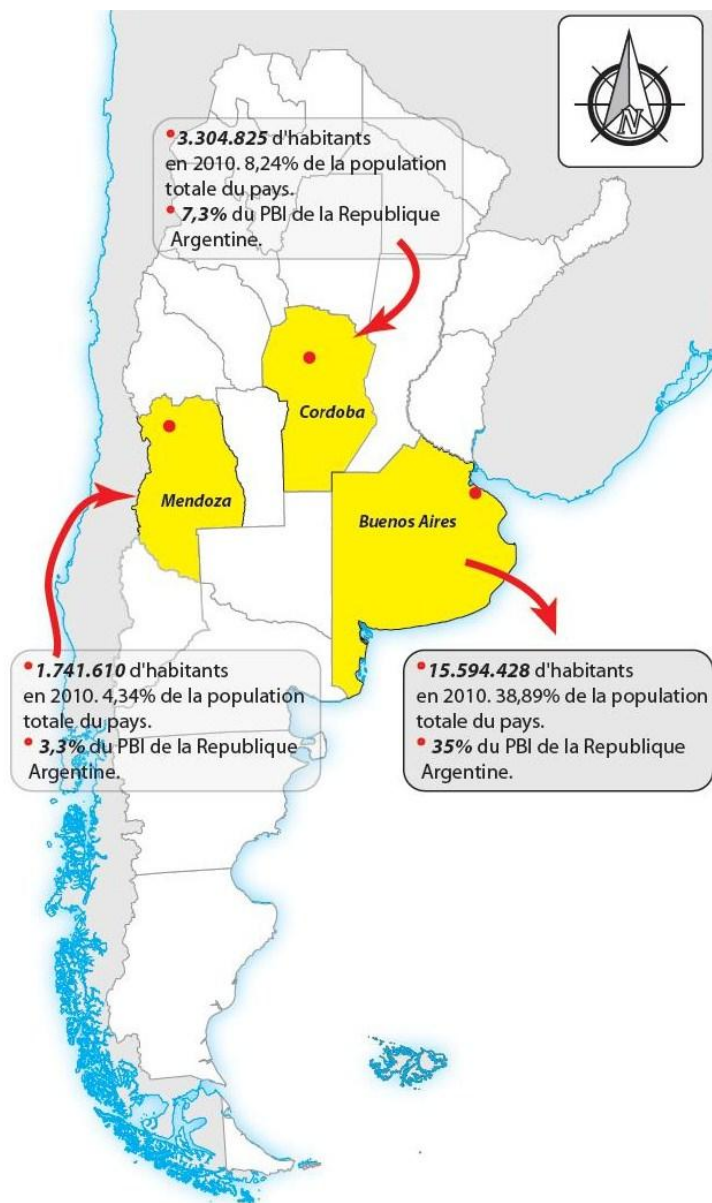 N
• 3.304.825 d'habitants
en 2010. 8,24% de la population
totale du pays.
• 7,3% du PBI de la Republique
Argentine.
Cordoba
Mendoza
Buenos Aires
• 1.741.610 d'habitants
en 2010. 4,34% de la population
totale du pays.
• 3,3% du PBI de la Republique
Argentine.
• 15.594.428 d'habitants
en 2010. 38,89% de la population
totale du pays.
• 35% du PBI de la Republique
Argentine.